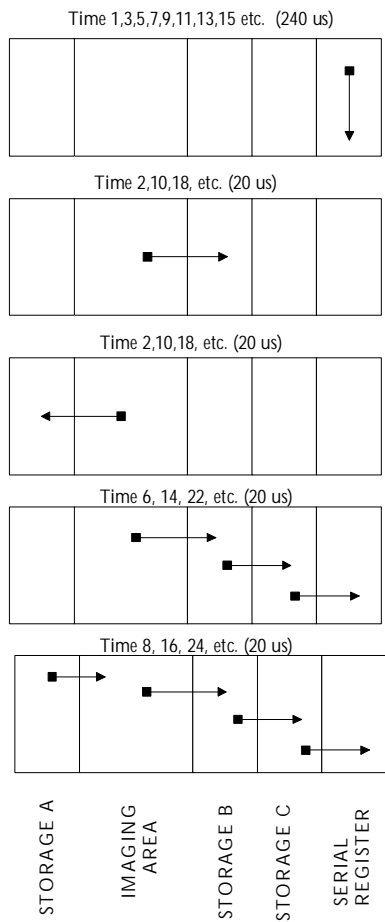 Time 1,3,5,7,9,11,13,15 etc. (240 us)
Time 2,10,18, etc. (20 us)
Time 2,10,18, etc. (20 us)
Time 6, 14, 22, etc. (20 us)
Time 8, 16, 24, etc. (20 us)
STORAGE A
IMAGING
AREA
STORAGE B
STORAGE C
SERIAL
REGISTER